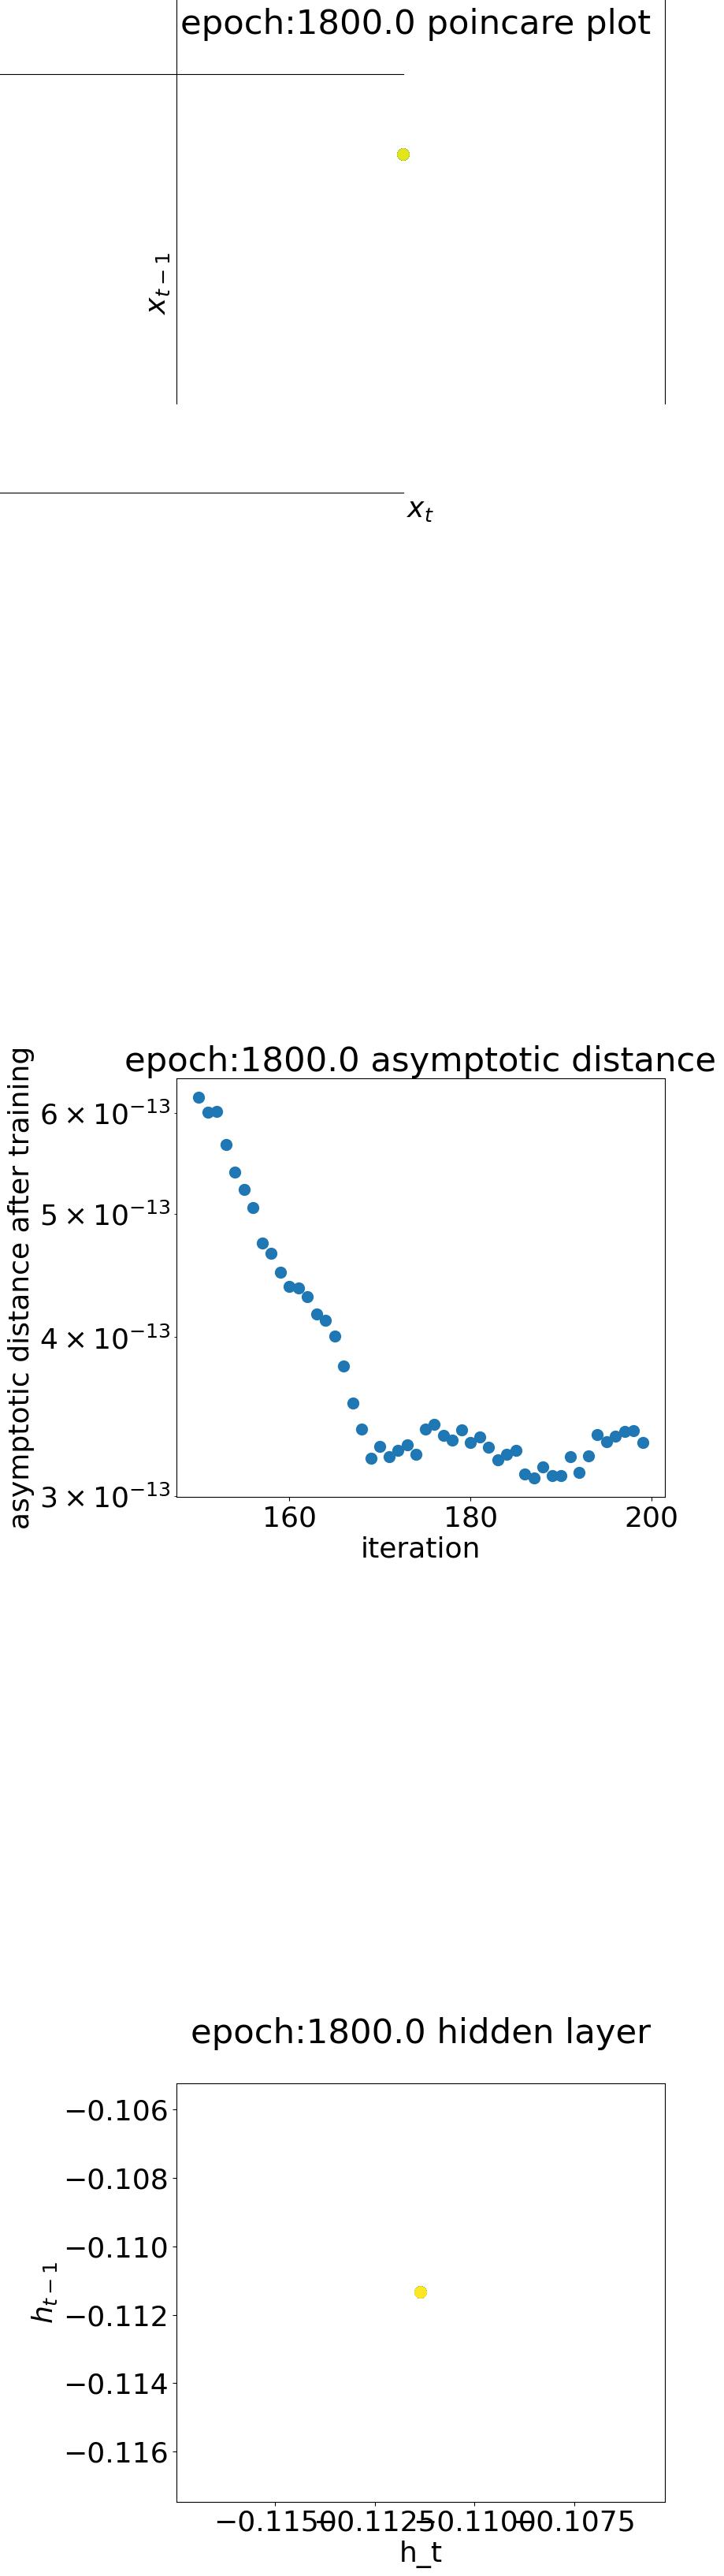 epoch:1800.0 poincare plot
x_{t-1}
x_t
epoch:1800.0 asymptotic distance
asymptotic distance after training
6 × 10^{−13}
5 × 10^{−13}
4 × 10^{−13}
3 × 10^{−13}
160 180 200
iteration
epoch:1800.0 hidden layer
−0.106
−0.108
−0.110
h_{t-1}
−0.112
−0.114
−0.116
−0.1150 −0.1125 −0.1100 −0.1075
h_t